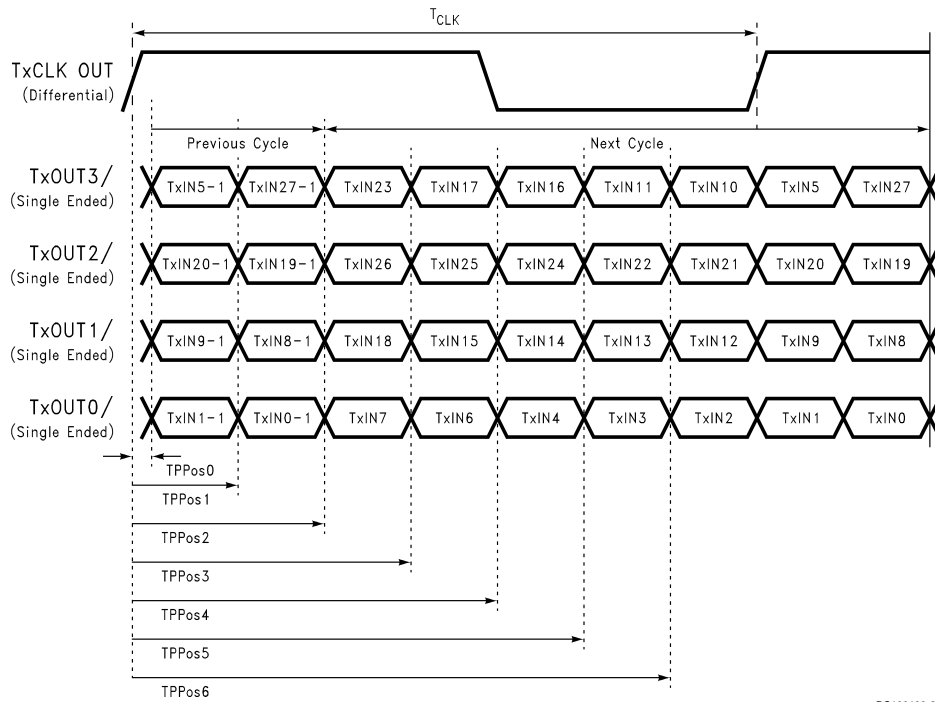 TCLK
TxCLK OUT
(Differential)
Previous Cycle
Next Cycle
TxOUT3/
(Single Ended)
TxIN5-1 TxIN27-1 TxIN23 TxIN17 TxIN16 TxIN11 TxIN10 TxIN5 TxIN27
TxOUT2/
(Single Ended)
TxIN20-1 TxIN19-1 TxIN26 TxIN25 TxIN24 TxIN22 TxIN21 TxIN20 TxIN19
TxOUT1/
(Single Ended)
TxIN9-1 TxIN8-1 TxIN18 TxIN15 TxIN14 TxIN13 TxIN12 TxIN9 TxIN8
TxOUT0/
(Single Ended)
TxIN1-1 TxIN0-1 TxIN7 TxIN6 TxIN4 TxIN3 TxIN2 TxIN1 TxIN0
TPPos0
TPPos1
TPPos2
TPPos3
TPPos4
TPPos5
TPPos6